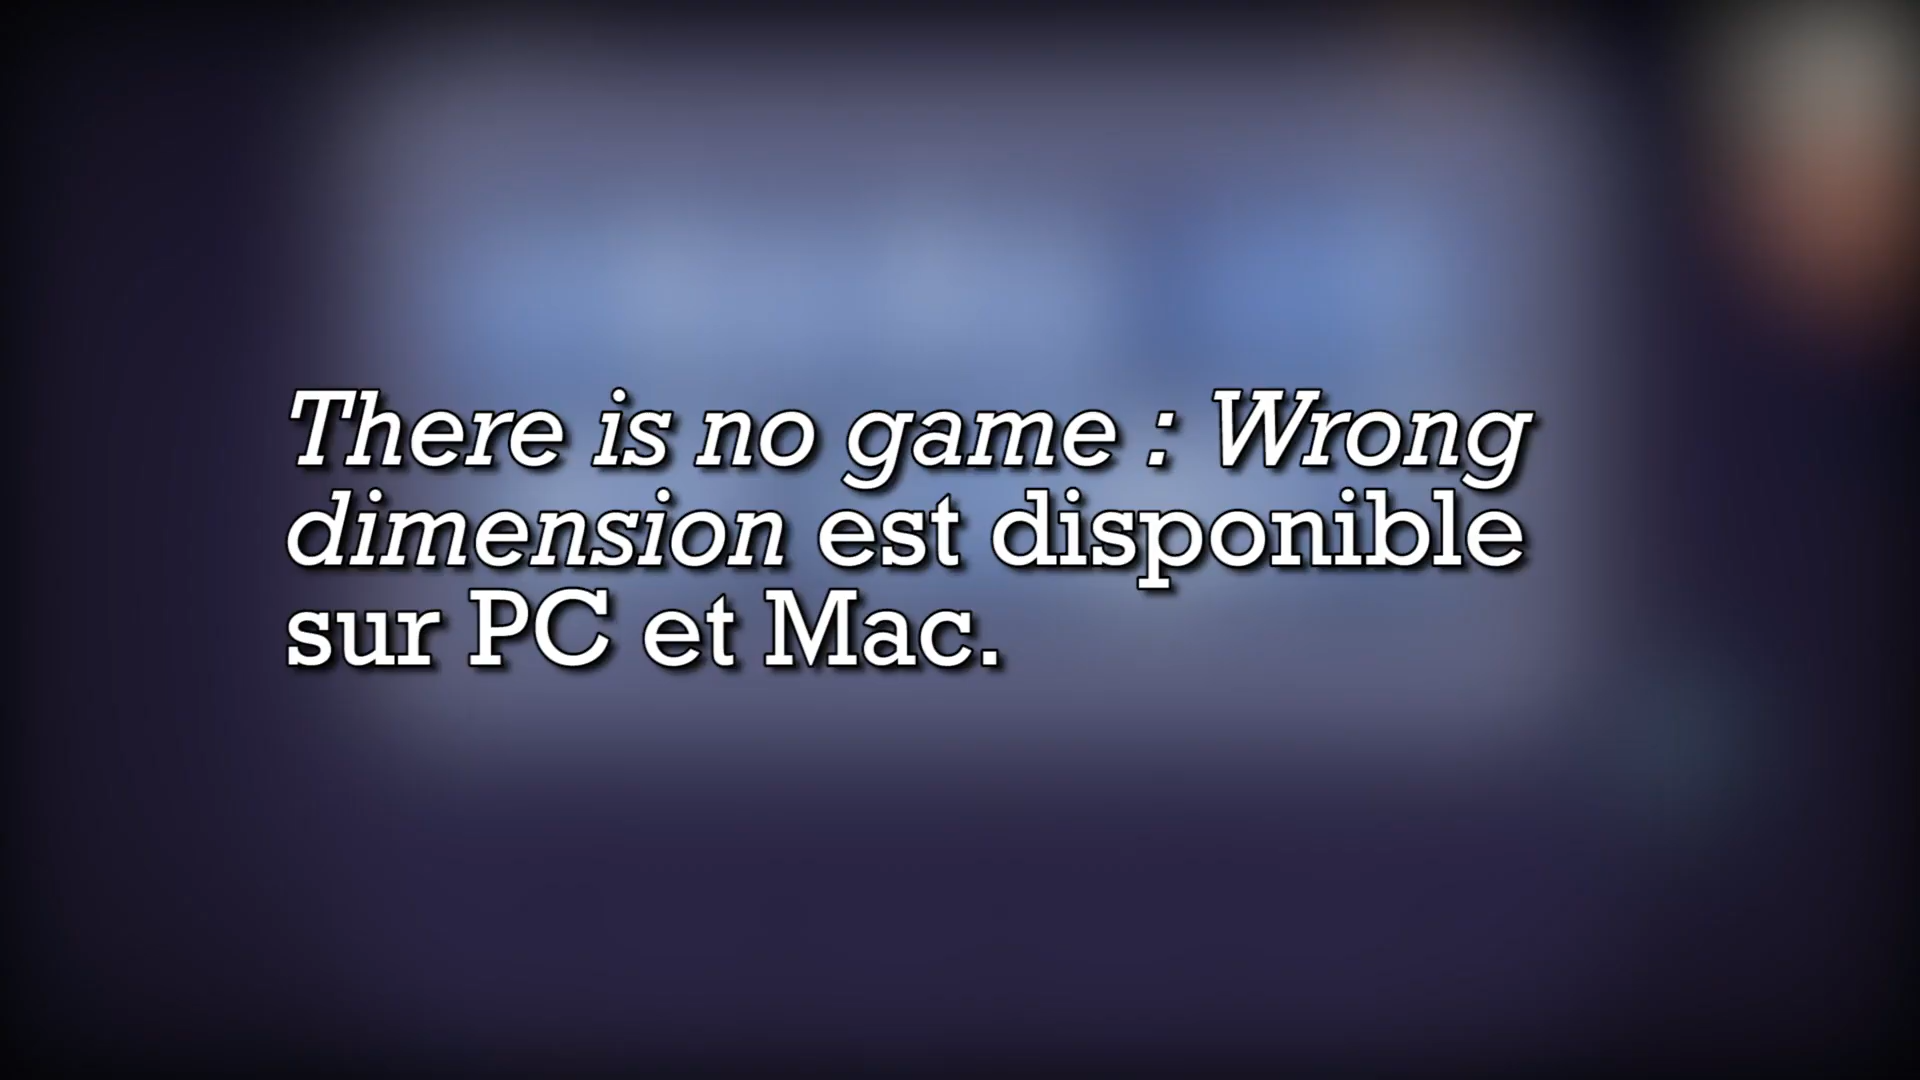 There is no game : Wrong
dimension est disponible
sur PC et Mac.